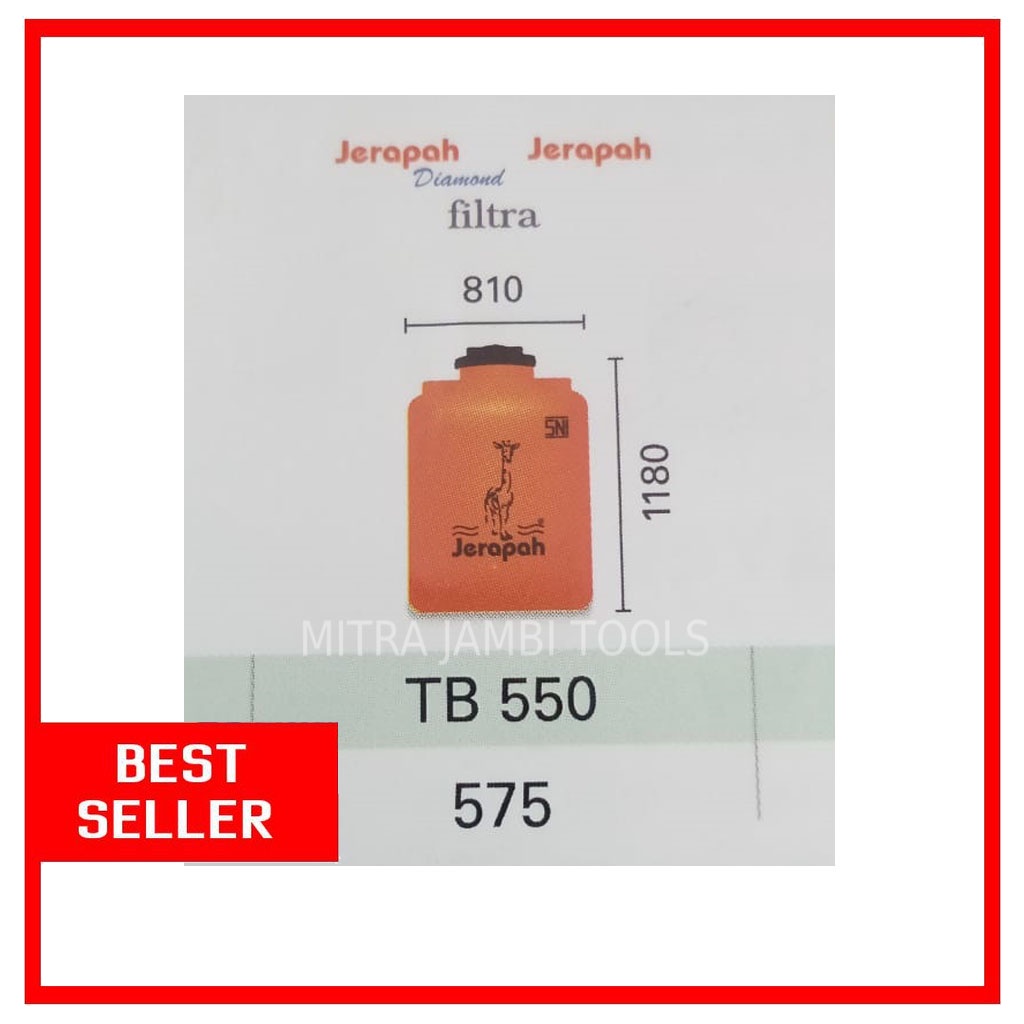 Jerapah Jerapah
Diamond
filtra
810
1180
SNI
Jerapah
MITRA JAMBI TOOLS
TB 550
575
BEST
SELLER